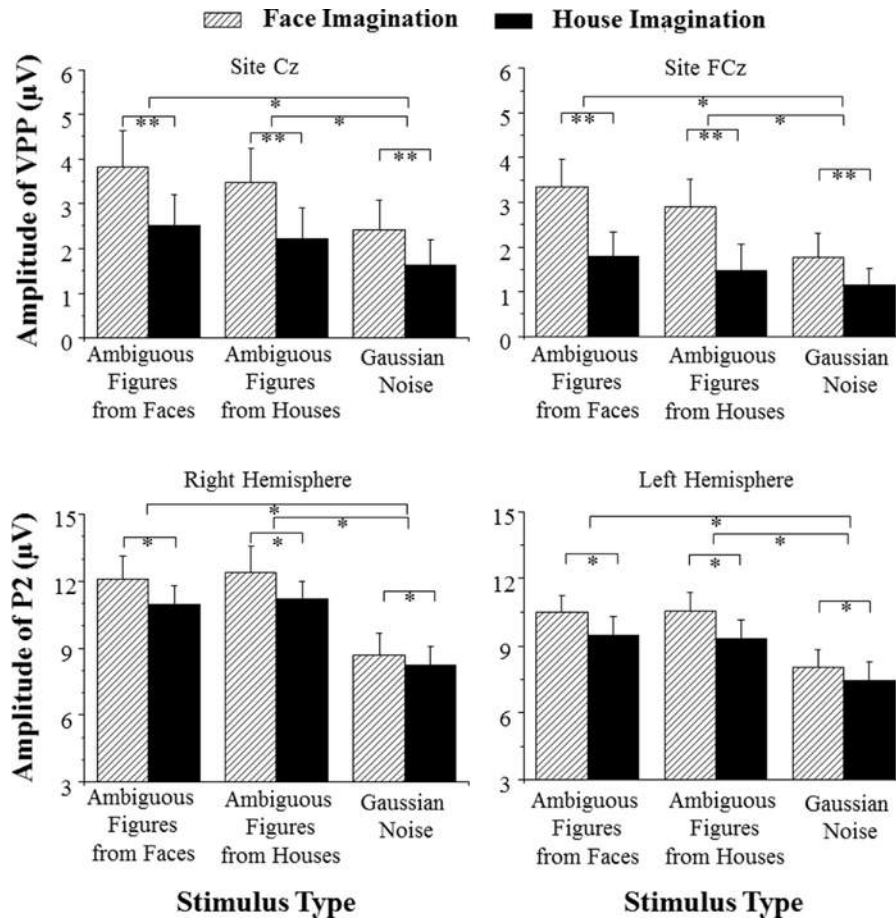 Face Imagination House Imagination
Site Cz
Amplitude of VPP (μV)
6
5
4
3
2
1
0
*
*
**
**
**
Ambiguous Figures from Faces
Ambiguous Figures from Houses
Gaussian Noise
Site FCz
6
5
4
3
2
1
0
*
*
**
**
**
Ambiguous
Figures
from Faces
Ambiguous
Figures
from Houses
Gaussian
Noise
Right Hemisphere
Amplitude of P2 (μV)
15
12
9
6
3
*
*
*
*
*
Ambiguous
Figures
from Faces
Ambiguous
Figures
from Houses
Gaussian
Noise
Stimulus Type
Left Hemisphere
15
12
9
6
3
*
*
*
*
*
Ambiguous
Figures
from Faces
Ambiguous
Figures
from Houses
Gaussian
Noise
Stimulus Type